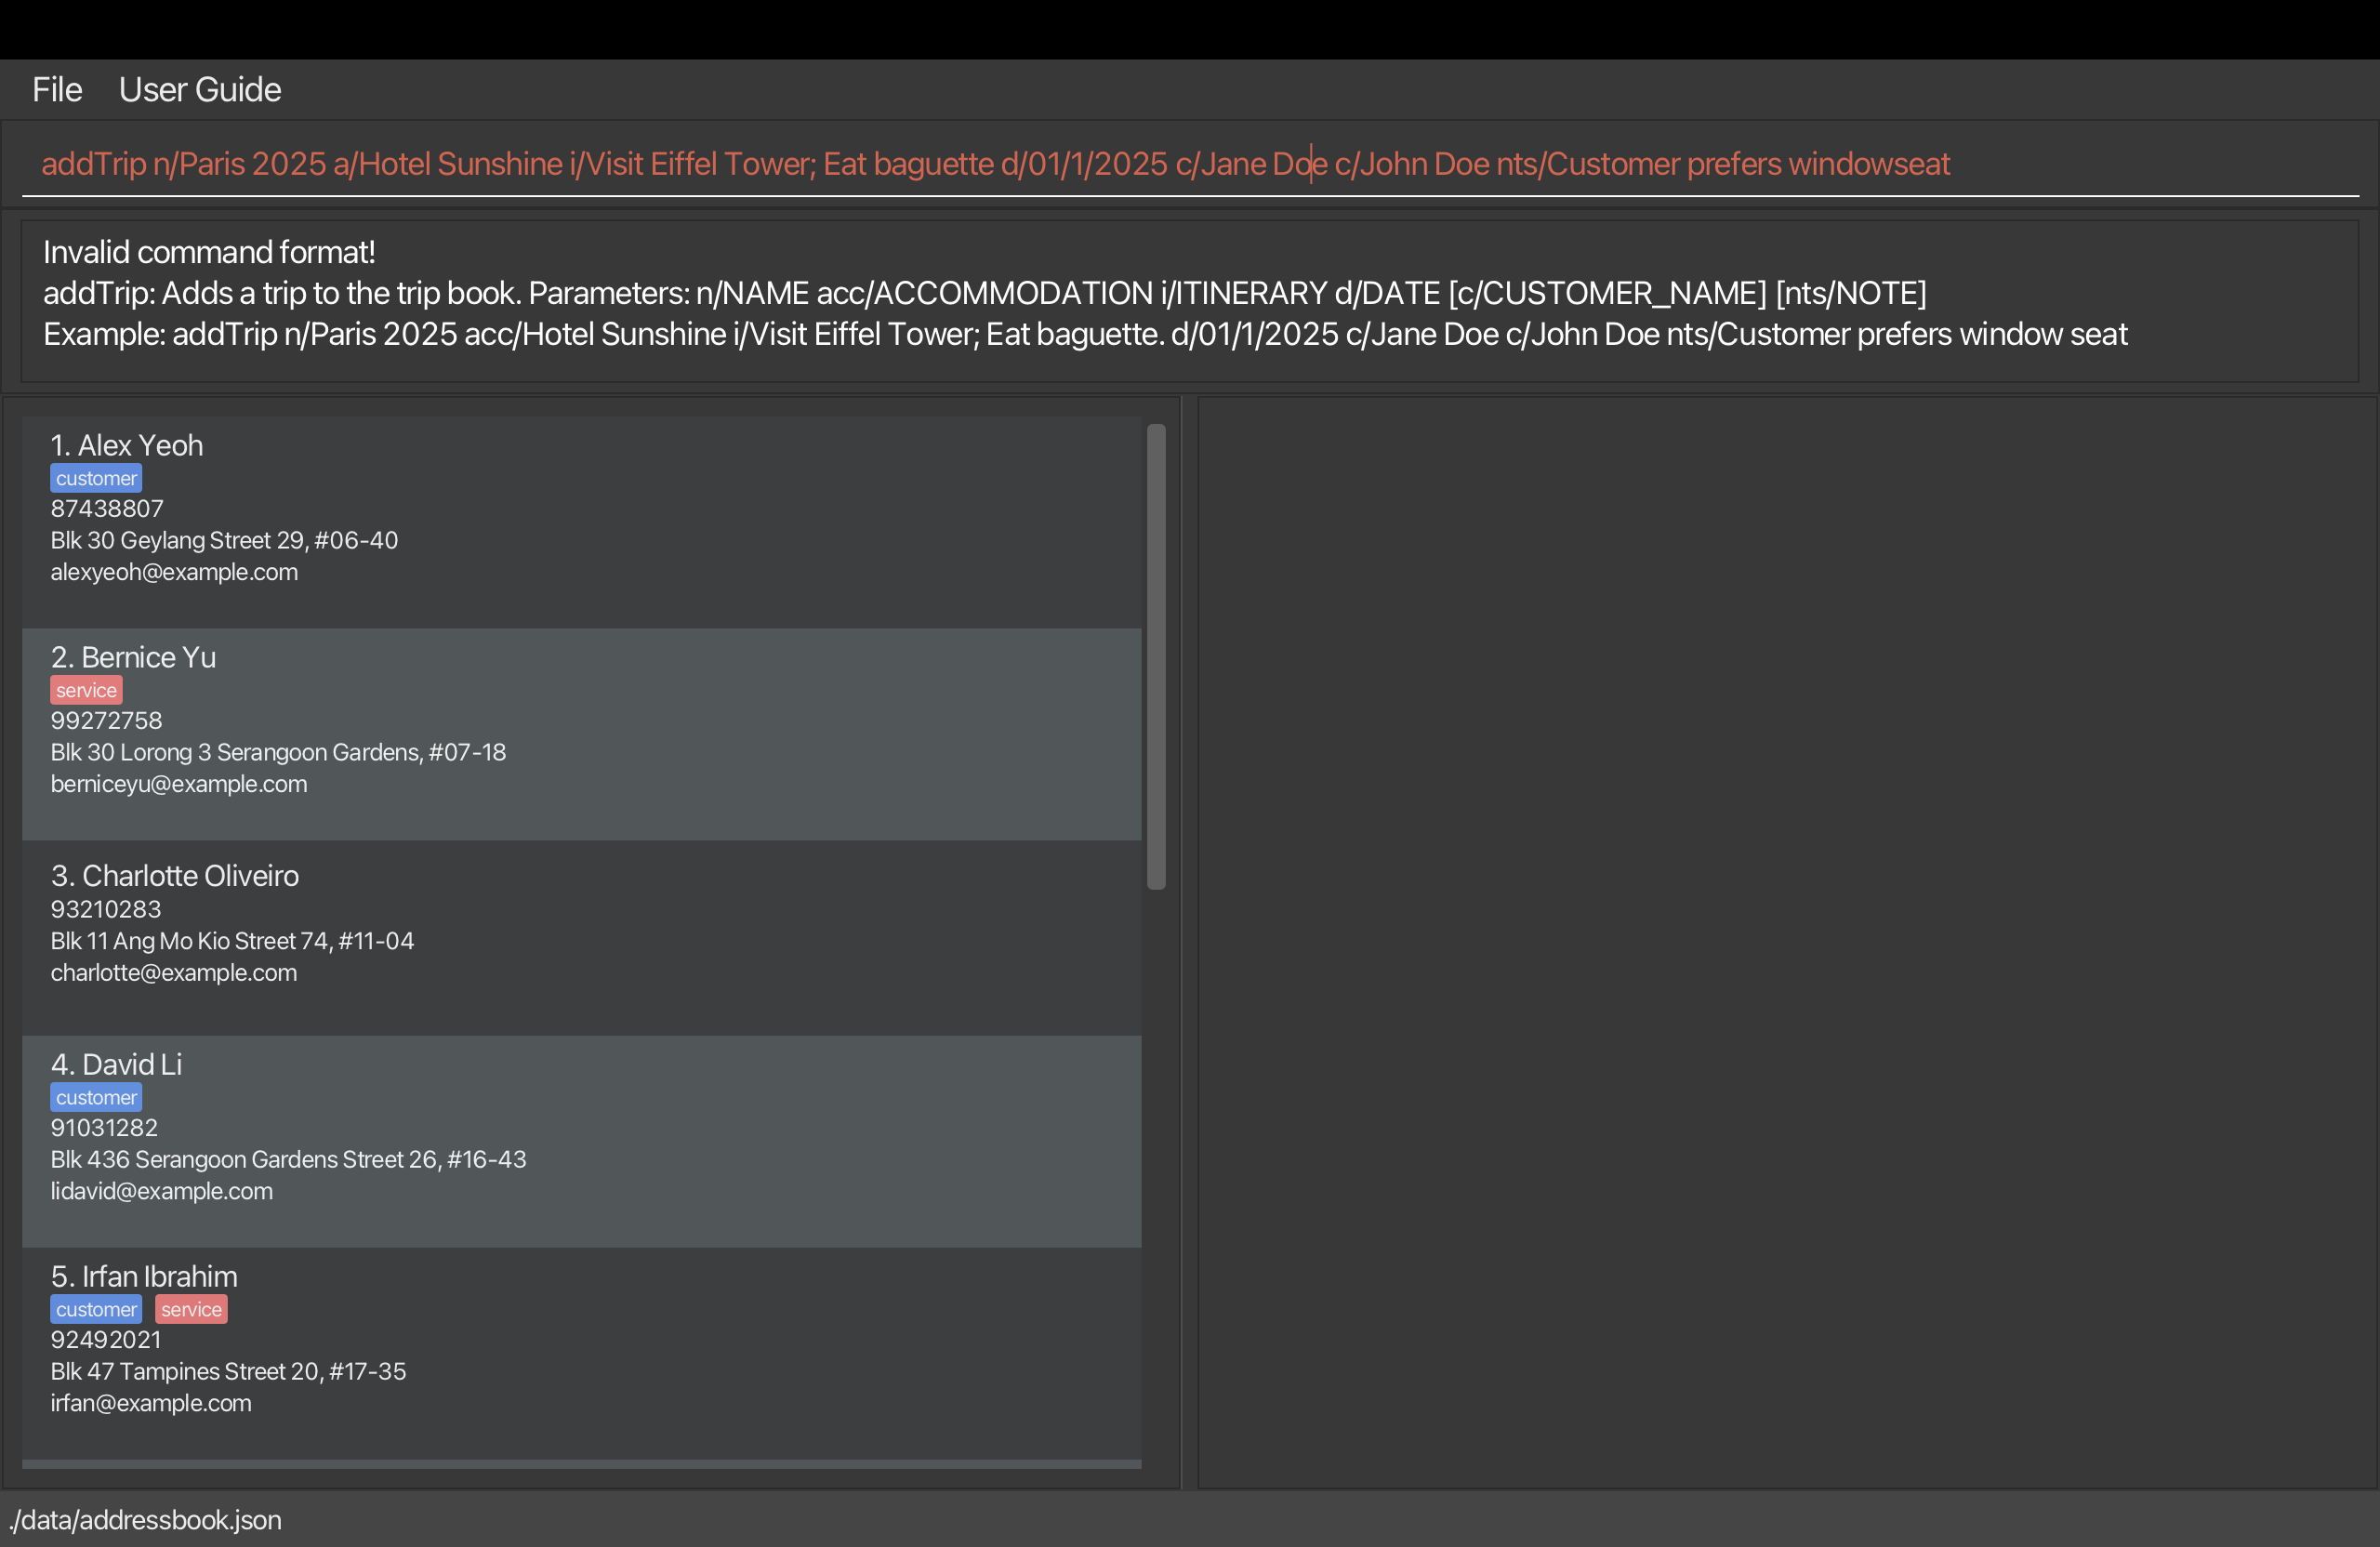 File User Guide
addTrip n/Paris 2025 a/Hotel Sunshine i/Visit Eiffel Tower; Eat baguette d/01/1/2025 c/Jane Doe c/John Doe nts/Customer prefers windowseat
Invalid command format!
addTrip: Adds a trip to the trip book. Parameters: n/NAME acc/ACCOMMODATION i/ITINERARY d/DATE [c/CUSTOMER_NAME] [nts/NOTE]
Example: addTrip n/Paris 2025 acc/Hotel Sunshine i/Visit Eiffel Tower; Eat baguette. d/01/1/2025 c/Jane Doe c/John Doe nts/Customer prefers window seat
1. Alex Yeoh
customer
87438807
Blk 30 Geylang Street 29, #06-40
alexyeoh@example.com
2. Bernice Yu
service
99272758
Blk 30 Lorong 3 Serangoon Gardens, #07-18
berniceyu@example.com
3. Charlotte Oliveiro
93210283
Blk 11 Ang Mo Kio Street 74, #11-04
charlotte@example.com
4. David Li
customer
91031282
Blk 436 Serangoon Gardens Street 26, #16-43
lidavid@example.com
5. Irfan Ibrahim
customer service
92492021
Blk 47 Tampines Street 20, #17-35
irfan@example.com
./data/addressbook.json